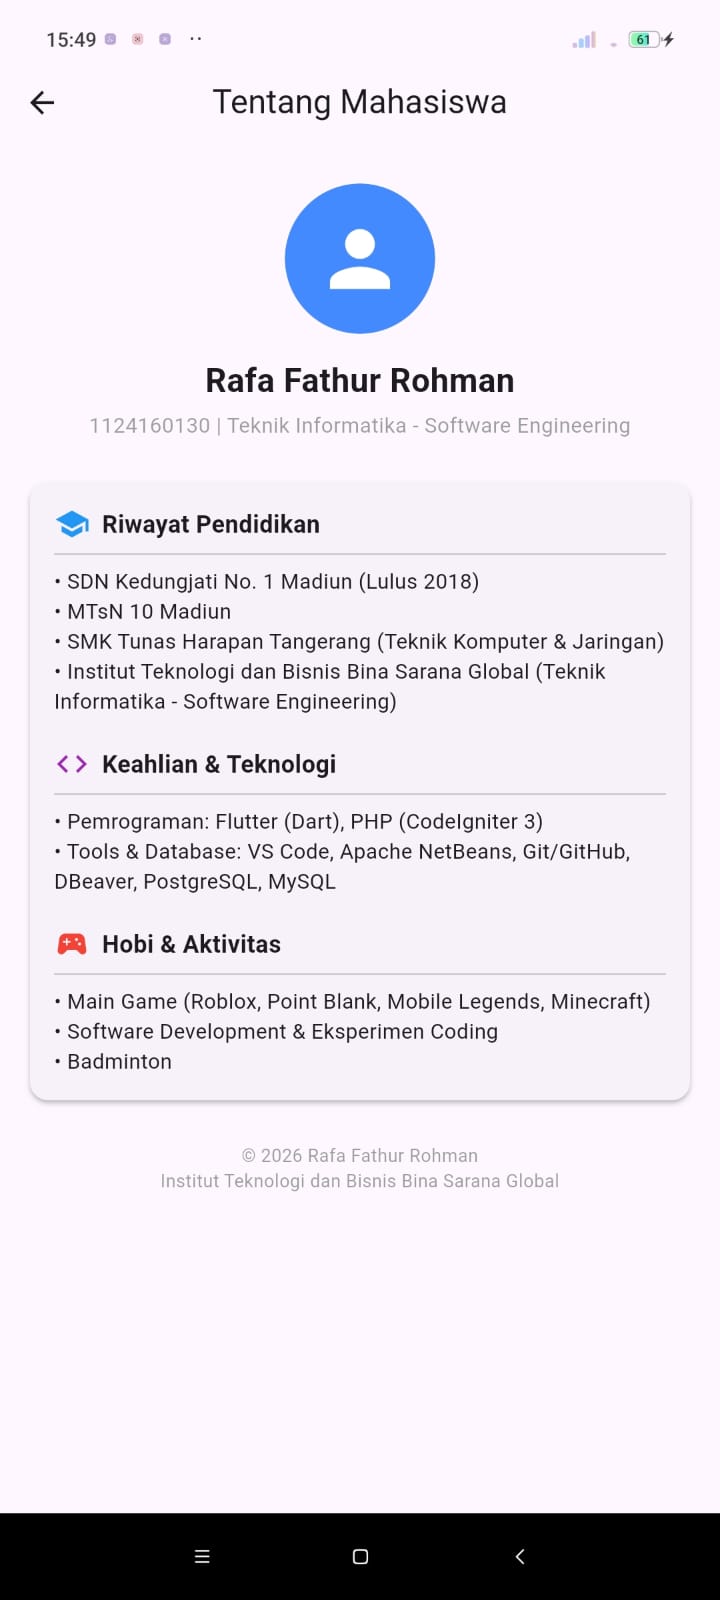 15:49
61
Tentang Mahasiswa
Rafa Fathur Rohman
1124160130 | Teknik Informatika - Software Engineering
Riwayat Pendidikan
• SDN Kedungjati No. 1 Madiun (Lulus 2018)
• MTsN 10 Madiun
• SMK Tunas Harapan Tangerang (Teknik Komputer & Jaringan)
• Institut Teknologi dan Bisnis Bina Sarana Global (Teknik
Informatika - Software Engineering)
Keahlian & Teknologi
• Pemrograman: Flutter (Dart), PHP (CodeIgniter 3)
• Tools & Database: VS Code, Apache NetBeans, Git/GitHub,
DBeaver, PostgreSQL, MySQL
Hobi & Aktivitas
• Main Game (Roblox, Point Blank, Mobile Legends, Minecraft)
• Software Development & Eksperimen Coding
• Badminton
© 2026 Rafa Fathur Rohman
Institut Teknologi dan Bisnis Bina Sarana Global